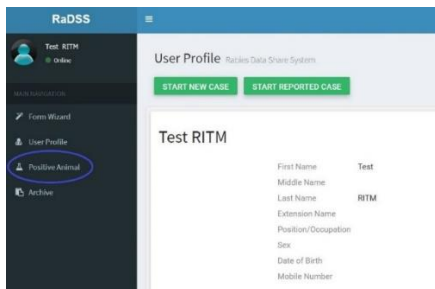 RaDSS
Test RITM
Online
MAIN NAVIGATION
Form Wizard
User Profile
Positive Animal
Archive
User Profile Rabies Data Share System
START NEW CASE START REPORTED CASE
Test RITM
First Name Test
Middle Name
Last Name RITM
Extension Name
Position/Occupation
Sex
Date of Birth
Mobile Number